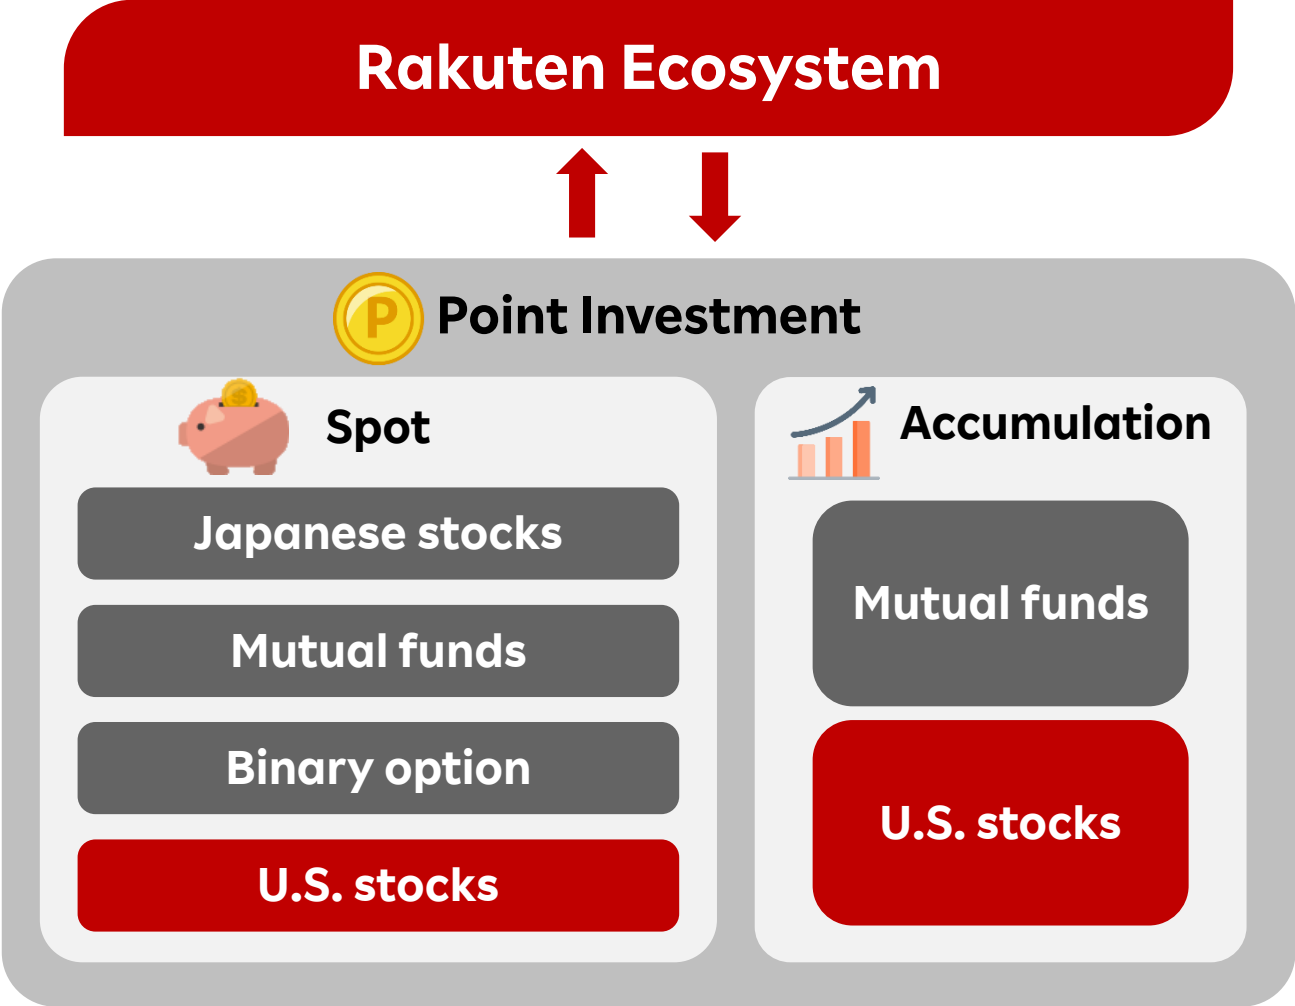 Rakuten Ecosystem
P
Point Investment
$
Spot
Japanese stocks
Mutual funds
Binary option
U.S. stocks
Accumulation
Mutual funds
U.S. stocks